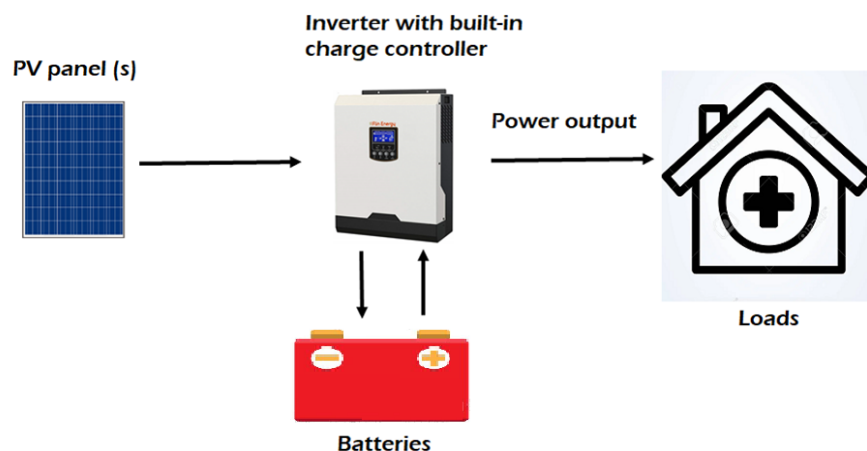 Inverter with built-in
charge controller
PV panel (s)
Power output
Loads
Batteries